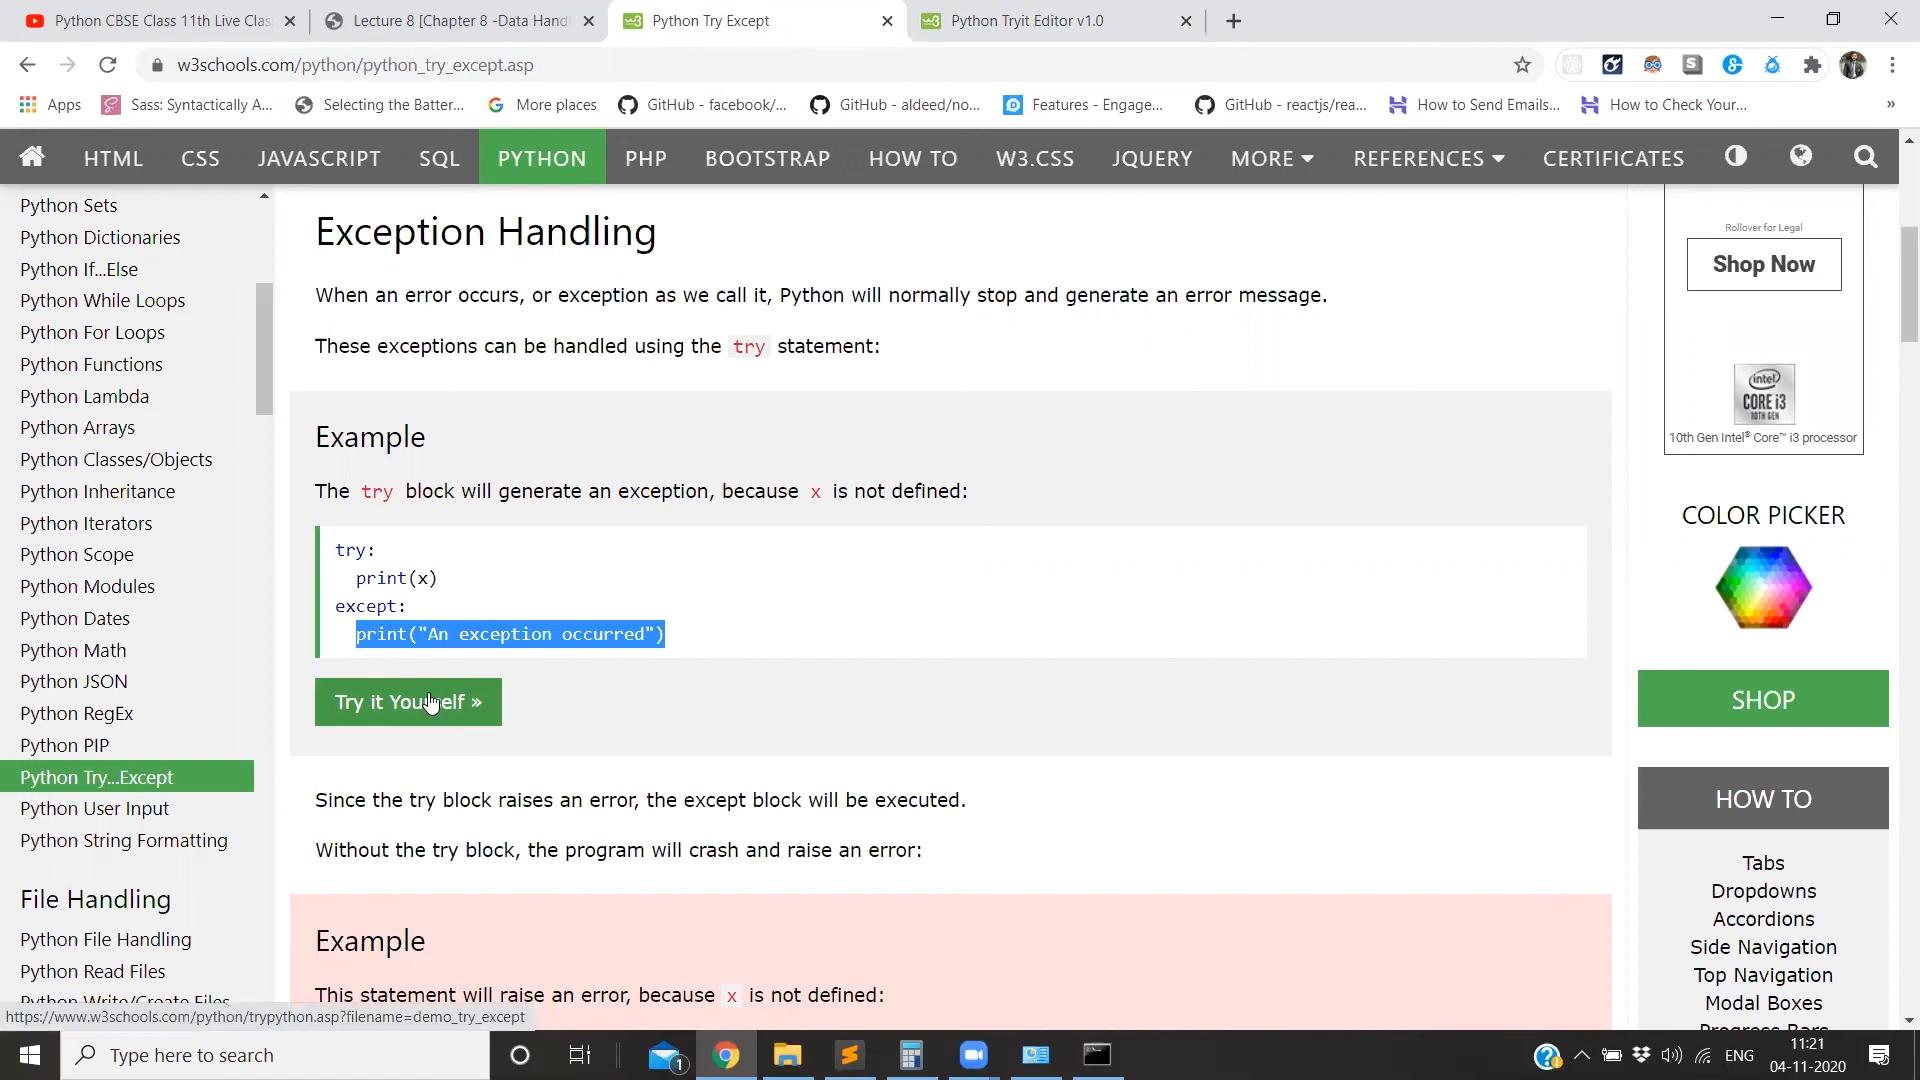 Python CBSE Class 11th Live Clas
Lecture 8 [Chapter 8 -Data Hand
Python Try Except
Python Tryit Editor v1.0
w3schools.com/python/python_try_except.asp
Apps
Sass: Syntactically A...
Selecting the Batter...
More places
GitHub - facebook/...
GitHub - aldeed/no...
Features - Engage...
GitHub - reactjs/rea...
How to Send Emails...
How to Check Your...
»
HTML
CSS
JAVASCRIPT
SQL
PYTHON
PHP
BOOTSTRAP
HOW TO
W3.CSS
JQUERY
MORE
REFERENCES
CERTIFICATES
Python Sets
Python Dictionaries
Python If...Else
Python While Loops
Python For Loops
Python Functions
Python Lambda
Python Arrays
Python Classes/Objects
Python Inheritance
Python Iterators
Python Scope
Python Modules
Python Dates
Python Math
Python JSON
Python RegEx
Python PIP
Python Try...Except
Python User Input
Python String Formatting
File Handling
Python File Handling
Python Read Files
Python Write/Create Files
https://www.w3schools.com/python/trypython.asp?filename=demo_try_except
Exception Handling
When an error occurs, or exception as we call it, Python will normally stop and generate an error message.
These exceptions can be handled using the try statement:
Example
The try block will generate an exception, because x is not defined:
try:
print(x)
except:
print("An exception occurred")
Try it Yourself »
Since the try block raises an error, the except block will be executed.
Without the try block, the program will crash and raise an error:
Example
This statement will raise an error, because x is not defined:
Rollover for Legal
Shop Now
intel
CORE i3
10TH GEN
10th Gen Intel® Core™ i3 processor
COLOR PICKER
SHOP
HOW TO
Tabs
Dropdowns
Accordions
Side Navigation
Top Navigation
Modal Boxes
Progress Bars
Type here to search
1
ENG
11:21
04-11-2020